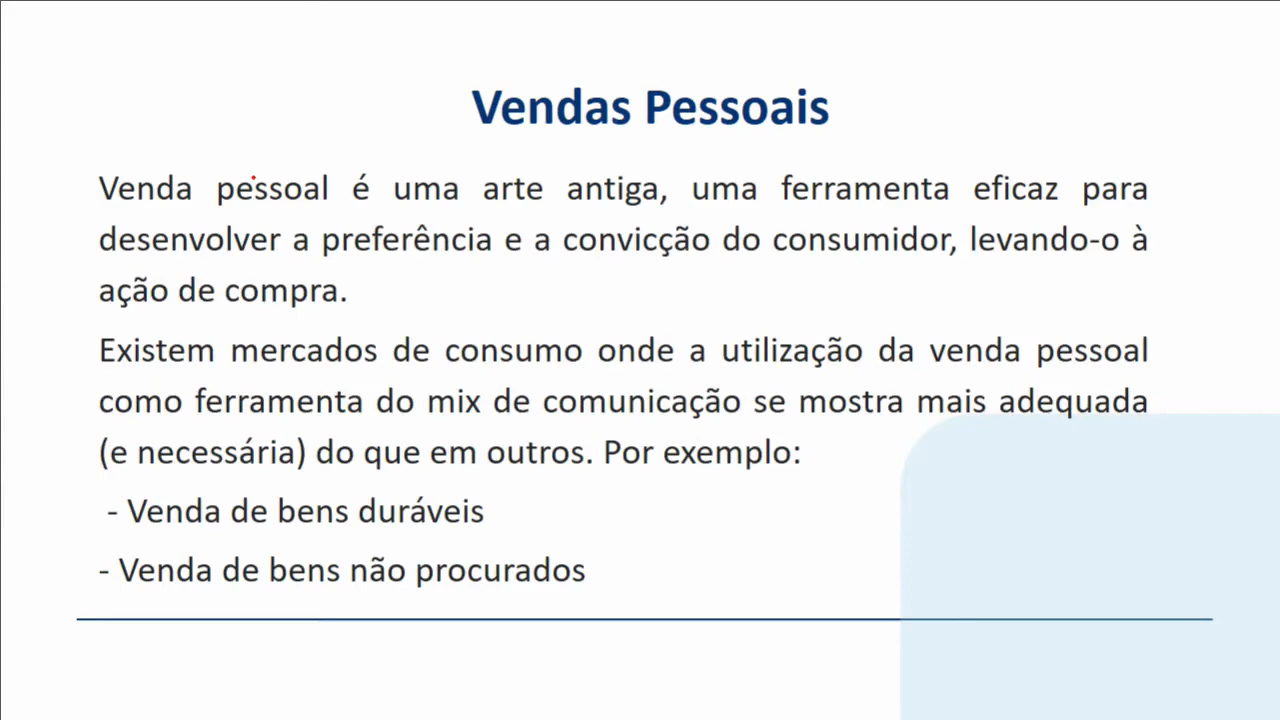 Vendas Pessoais
Venda pessoal é uma arte antiga, uma ferramenta eficaz para
desenvolver a preferência e a convicção do consumidor, levando-o à
ação de compra.
Existem mercados de consumo onde a utilização da venda pessoal
como ferramenta do mix de comunicação se mostra mais adequada
(e necessária) do que em outros. Por exemplo:
- Venda de bens duráveis
- Venda de bens não procurados